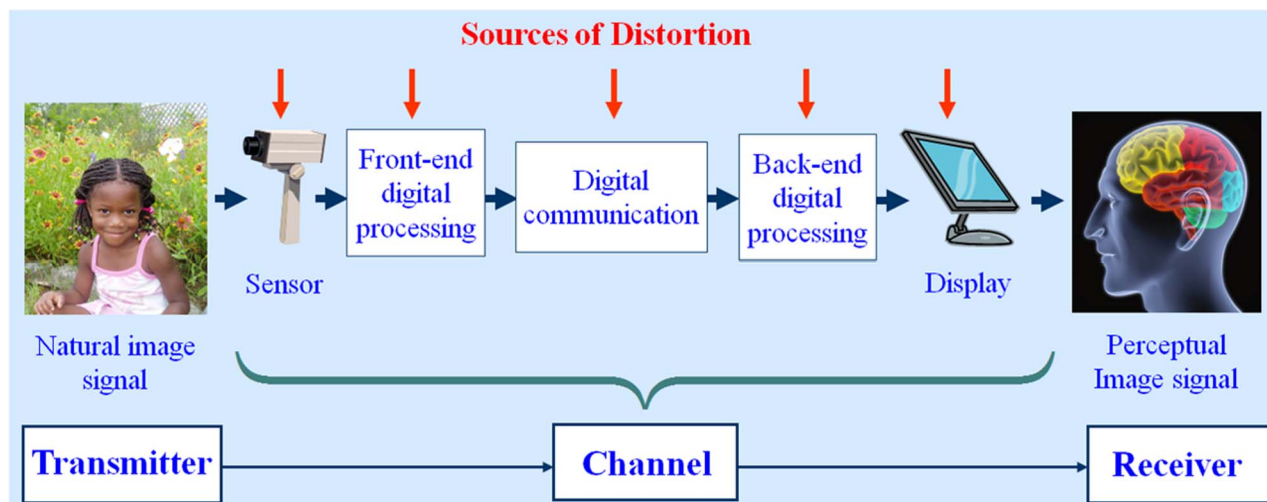 Sources of Distortion
Front-end
digital
processing
Digital
communication
Back-end
digital
processing
Sensor
Display
Natural image
signal
Perceptual
Image signal
Transmitter
Channel
Receiver